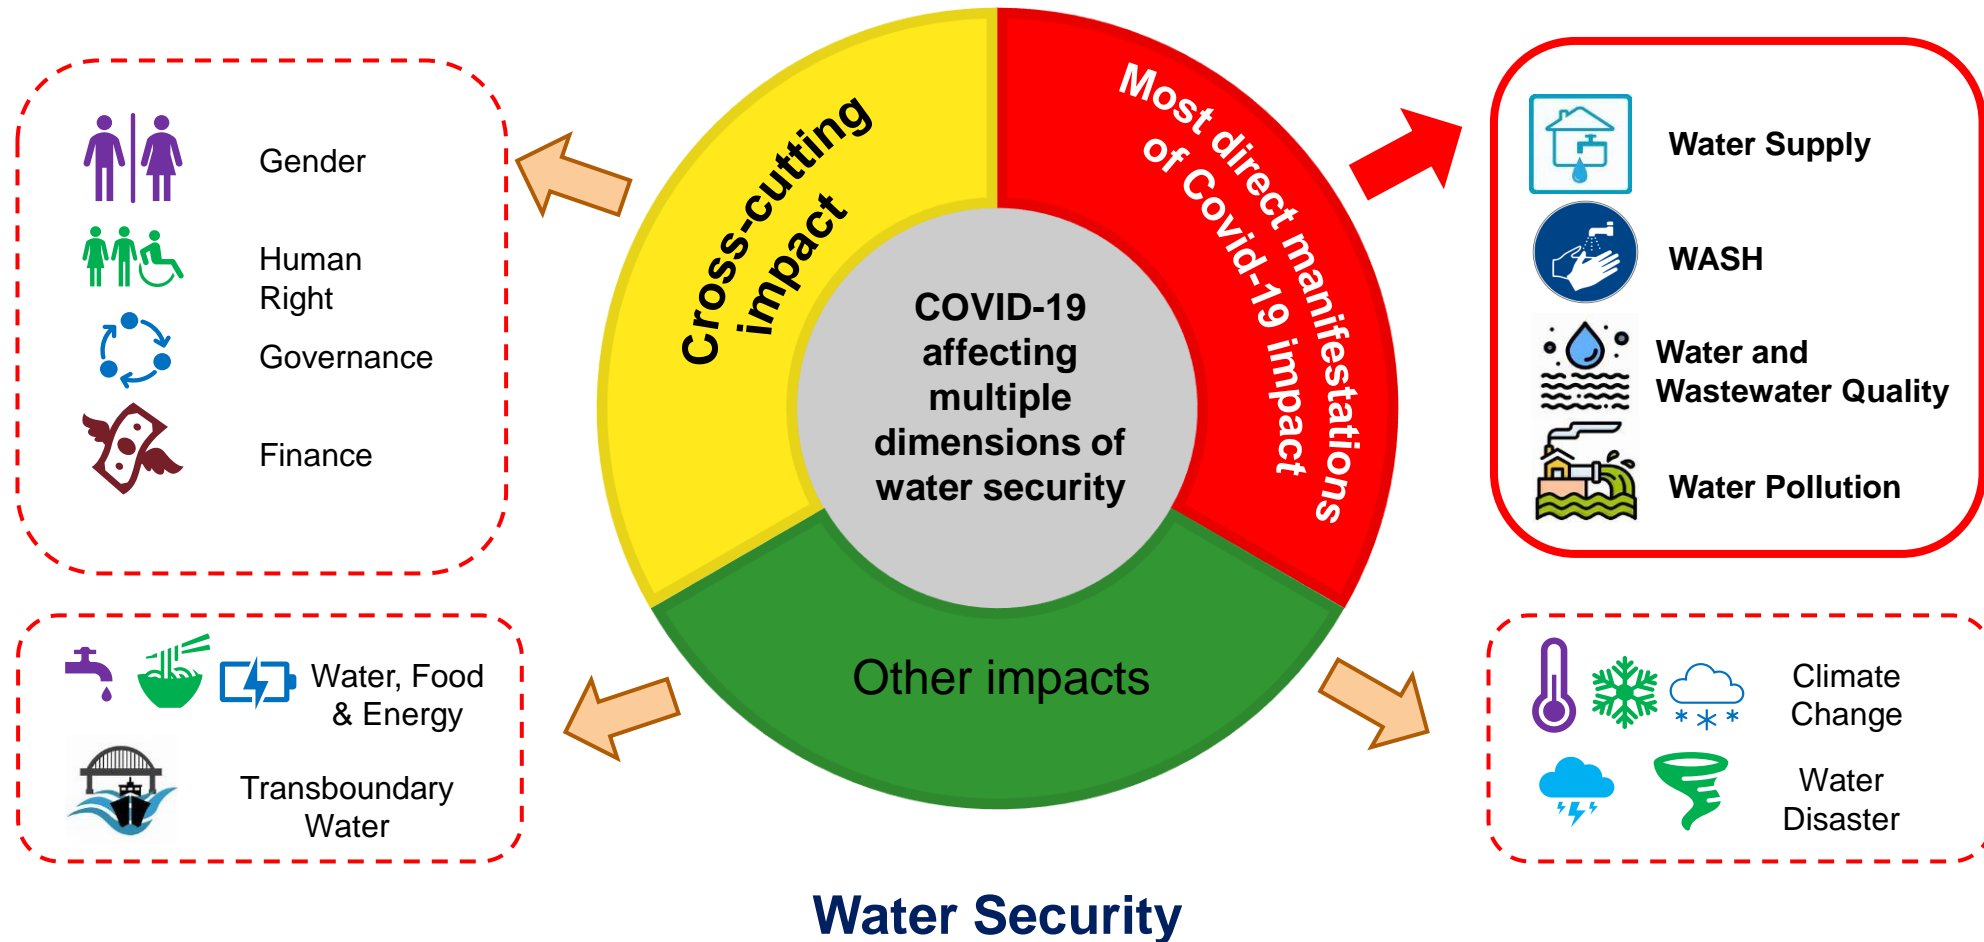 Gender
Human
Right
Governance
Finance
Cross-cutting
impact
Most direct manifestations
of Covid-19 impact
COVID-19
affecting
multiple
dimensions of
water security
Other impacts
Water Supply
WASH
Water and
Wastewater Quality
Water Pollution
Water, Food
& Energy
Transboundary
Water
Climate
Change
Water
Disaster
Water Security